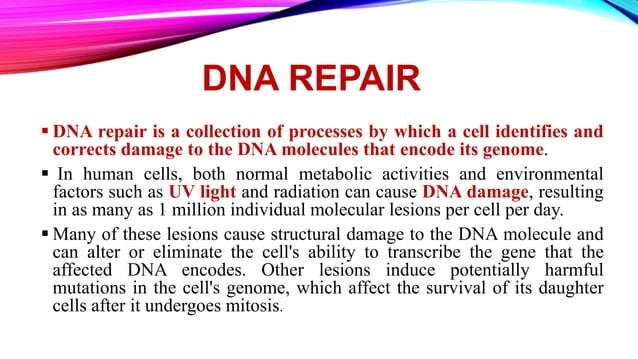 DNA REPAIR
▪ DNA repair is a collection of processes by which a cell identifies and
corrects damage to the DNA molecules that encode its genome.
▪ In human cells, both normal metabolic activities and environmental
factors such as UV light and radiation can cause DNA damage, resulting
in as many as 1 million individual molecular lesions per cell per day.
▪ Many of these lesions cause structural damage to the DNA molecule and
can alter or eliminate the cell's ability to transcribe the gene that the
affected DNA encodes. Other lesions induce potentially harmful
mutations in the cell's genome, which affect the survival of its daughter
cells after it undergoes mitosis.